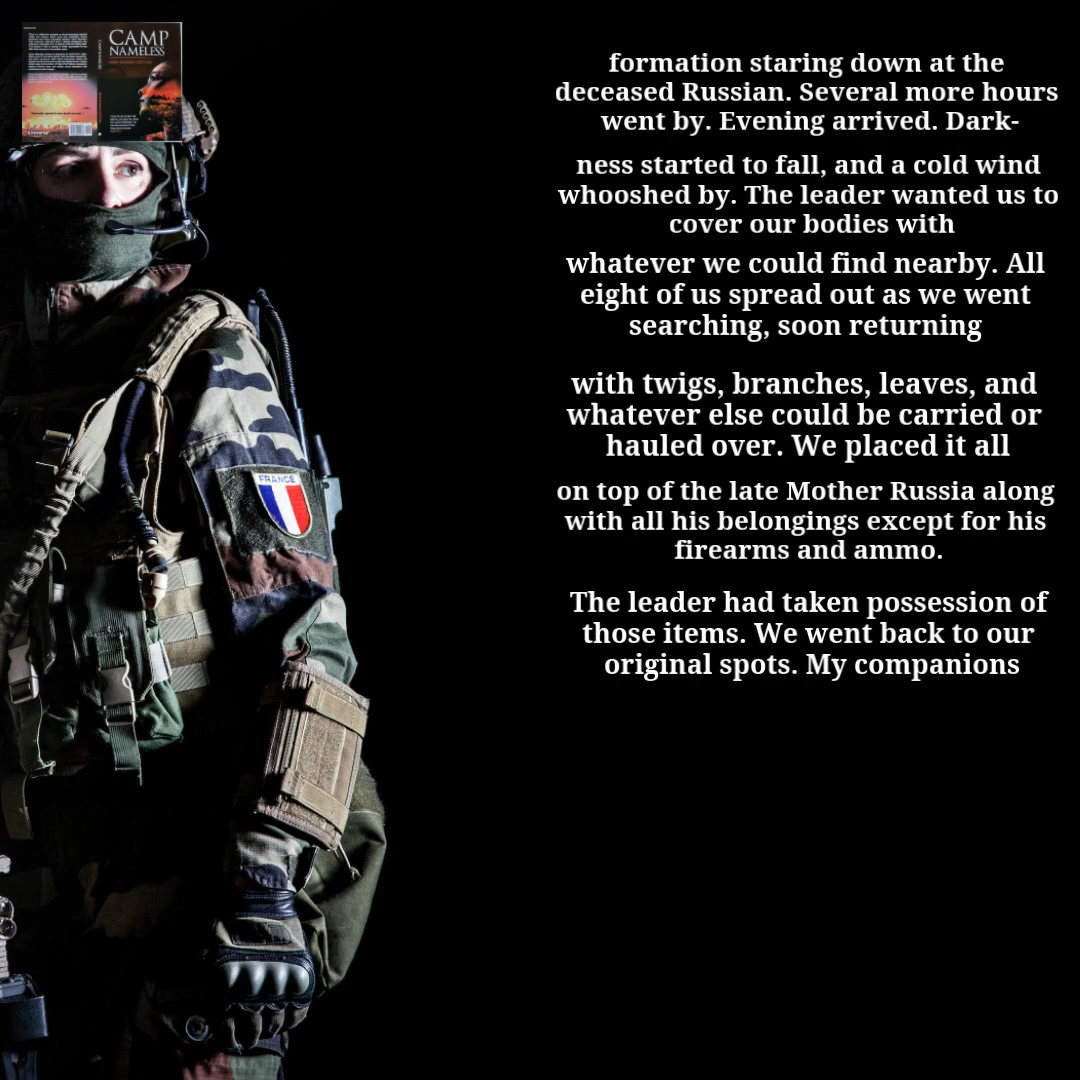 CAMP
NAMELESS
formation staring down at the
deceased Russian. Several more hours
went by. Evening arrived. Dark-
ness started to fall, and a cold wind
whooshed by. The leader wanted us to
cover our bodies with
whatever we could find nearby. All
eight of us spread out as we went
searching, soon returning
with twigs, branches, leaves, and
whatever else could be carried or
hauled over. We placed it all
on top of the late Mother Russia along
with all his belongings except for his
firearms and ammo.
The leader had taken possession of
those items. We went back to our
original spots. My companions
FRANCE